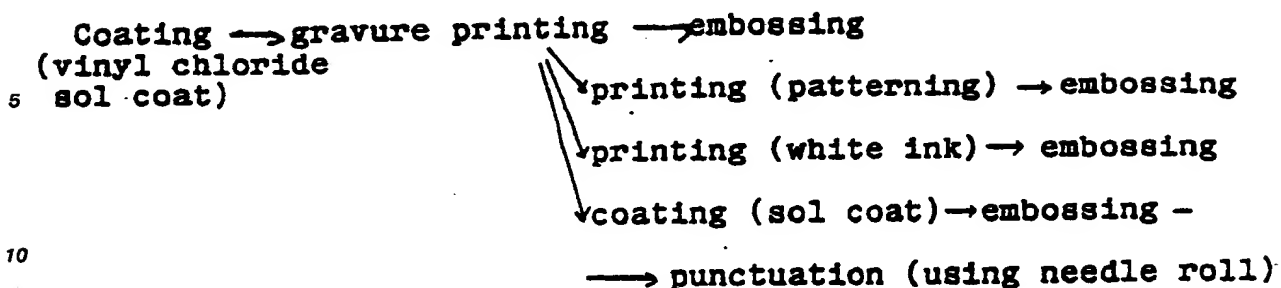 Coating → gravure printing → embossing
(vinyl chloride
5 sol coat)
printing (patterning) → embossing
printing (white ink) → embossing
coating (sol coat) → embossing –
10
→ punctuation (using needle roll)